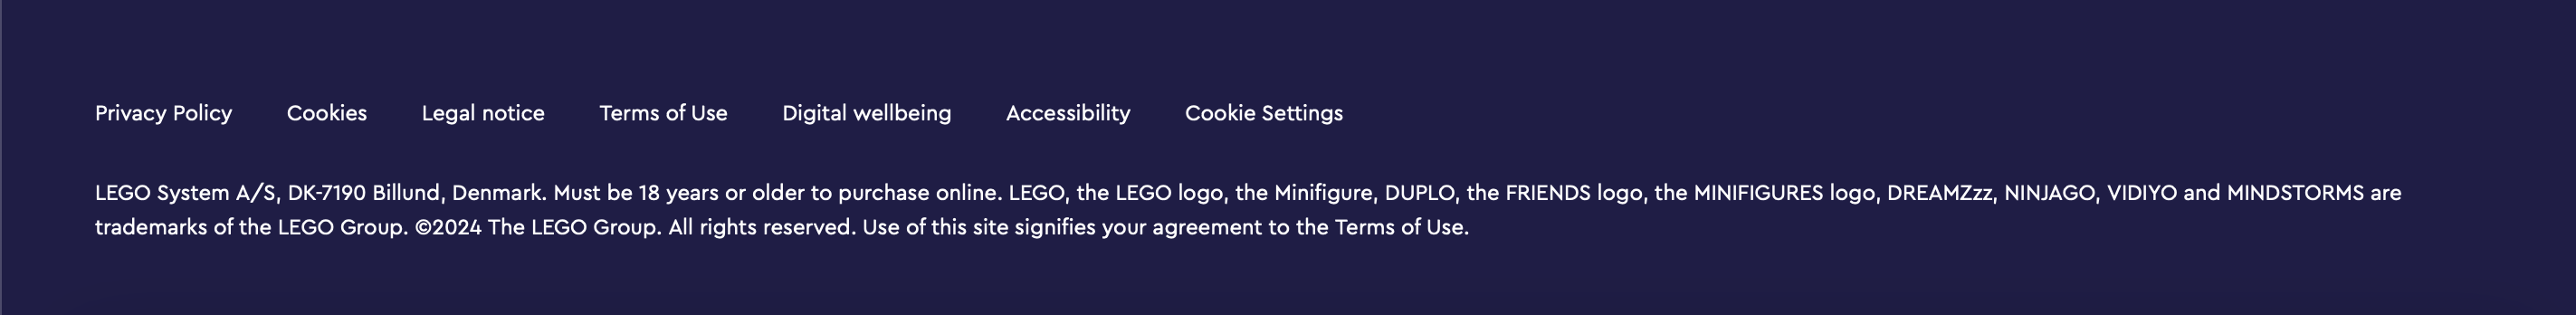 Privacy Policy Cookies Legal notice Terms of Use Digital wellbeing Accessibility Cookie Settings
LEGO System A/S, DK-7190 Billund, Denmark. Must be 18 years or older to purchase online. LEGO, the LEGO logo, the Minifigure, DUPLO, the FRIENDS logo, the MINIFIGURES logo, DREAMZzz, NINJAGO, VIDIYO and MINDSTORMS are
trademarks of the LEGO Group. ©2024 The LEGO Group. All rights reserved. Use of this site signifies your agreement to the Terms of Use.